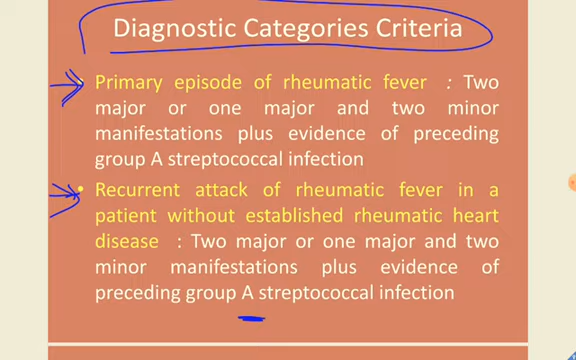 Diagnostic Categories Criteria
Primary episode of rheumatic fever : Two
major or one major and two minor
manifestations plus evidence of preceding
group A streptococcal infection
• Recurrent attack of rheumatic fever in a
patient without established rheumatic heart
disease : Two major or one major and two
minor manifestations plus evidence of
preceding group A streptococcal infection